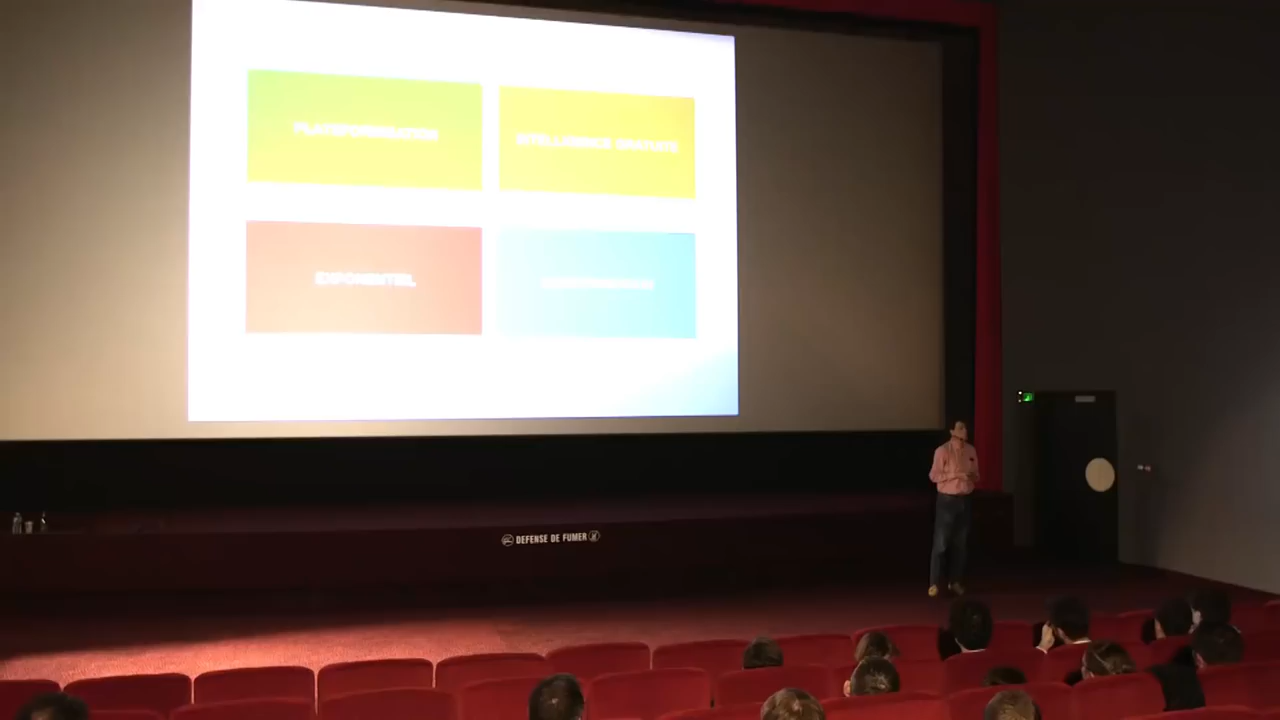 PLATEFORMISATION
INTELLIGENCE GRATUITE
EXPONENTIEL
DEFENSE DE FUMER